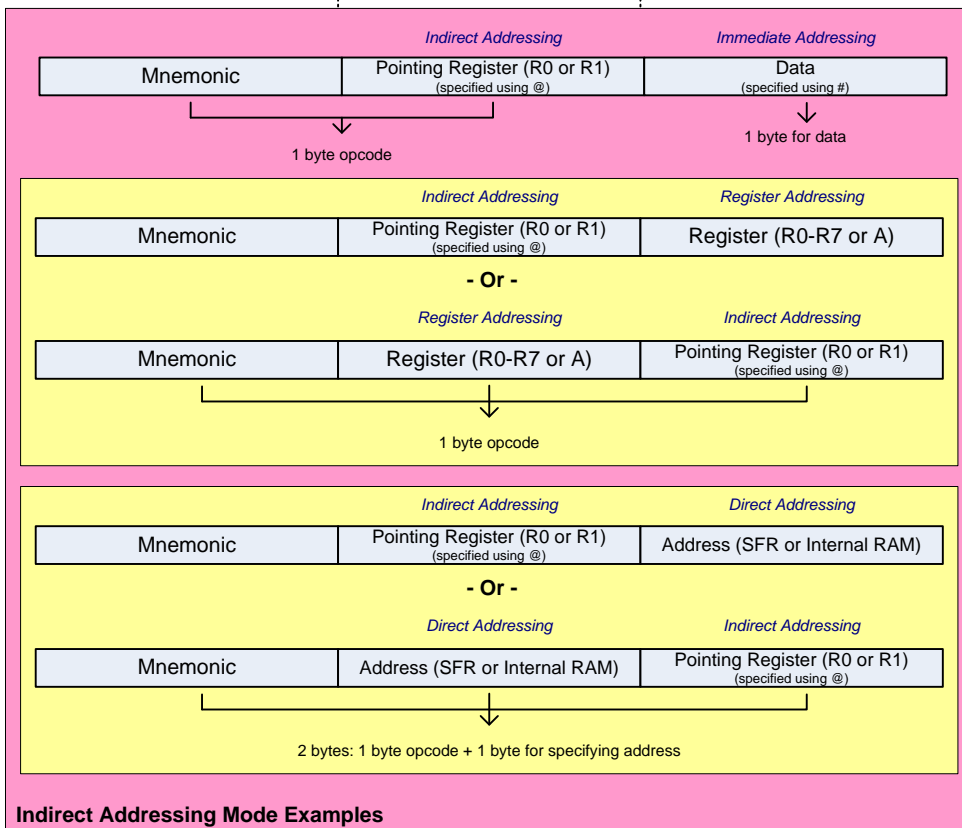 Indirect Addressing Immediate Addressing
Mnemonic Pointing Register (R0 or R1) Data
(specified using @) (specified using #)
1 byte opcode 1 byte for data
Indirect Addressing Register Addressing
Mnemonic Pointing Register (R0 or R1) Register (R0-R7 or A)
(specified using @)
- Or -
Register Addressing Indirect Addressing
Mnemonic Register (R0-R7 or A) Pointing Register (R0 or R1)
(specified using @)
1 byte opcode
Indirect Addressing Direct Addressing
Mnemonic Pointing Register (R0 or R1) Address (SFR or Internal RAM)
(specified using @)
- Or -
Direct Addressing Indirect Addressing
Mnemonic Address (SFR or Internal RAM) Pointing Register (R0 or R1)
(specified using @)
2 bytes: 1 byte opcode + 1 byte for specifying address
Indirect Addressing Mode Examples